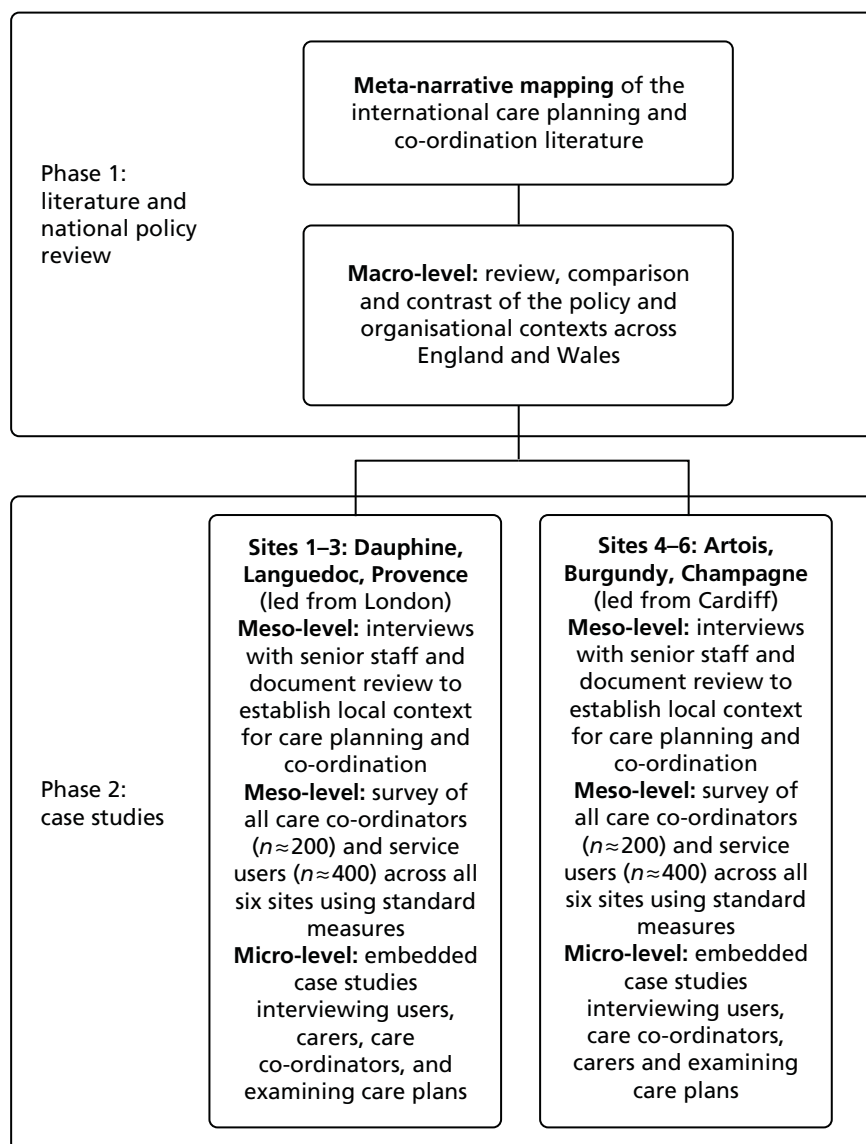 Meta-narrative mapping of the
international care planning and
co-ordination literature
Phase 1:
literature and
national policy
review
Macro-level: review, comparison
and contrast of the policy and
organisational contexts across
England and Wales
Phase 2:
case studies
Sites 1–3: Dauphine,
Languedoc, Provence
(led from London)
Meso-level: interviews
with senior staff and
document review to
establish local context
for care planning and
co-ordination
Meso-level: survey of
all care co-ordinators
(n≈200) and service
users (n≈400) across all
six sites using standard
measures
Micro-level: embedded
case studies
interviewing users,
carers, care
co-ordinators, and
examining care plans
Sites 4–6: Artois,
Burgundy, Champagne
(led from Cardiff)
Meso-level: interviews
with senior staff and
document review to
establish local context
for care planning and
co-ordination
Meso-level: survey of
all care co-ordinators
(n≈200) and service
users (n≈400) across all
six sites using standard
measures
Micro-level: embedded
case studies
interviewing users,
care co-ordinators,
carers and examining
care plans